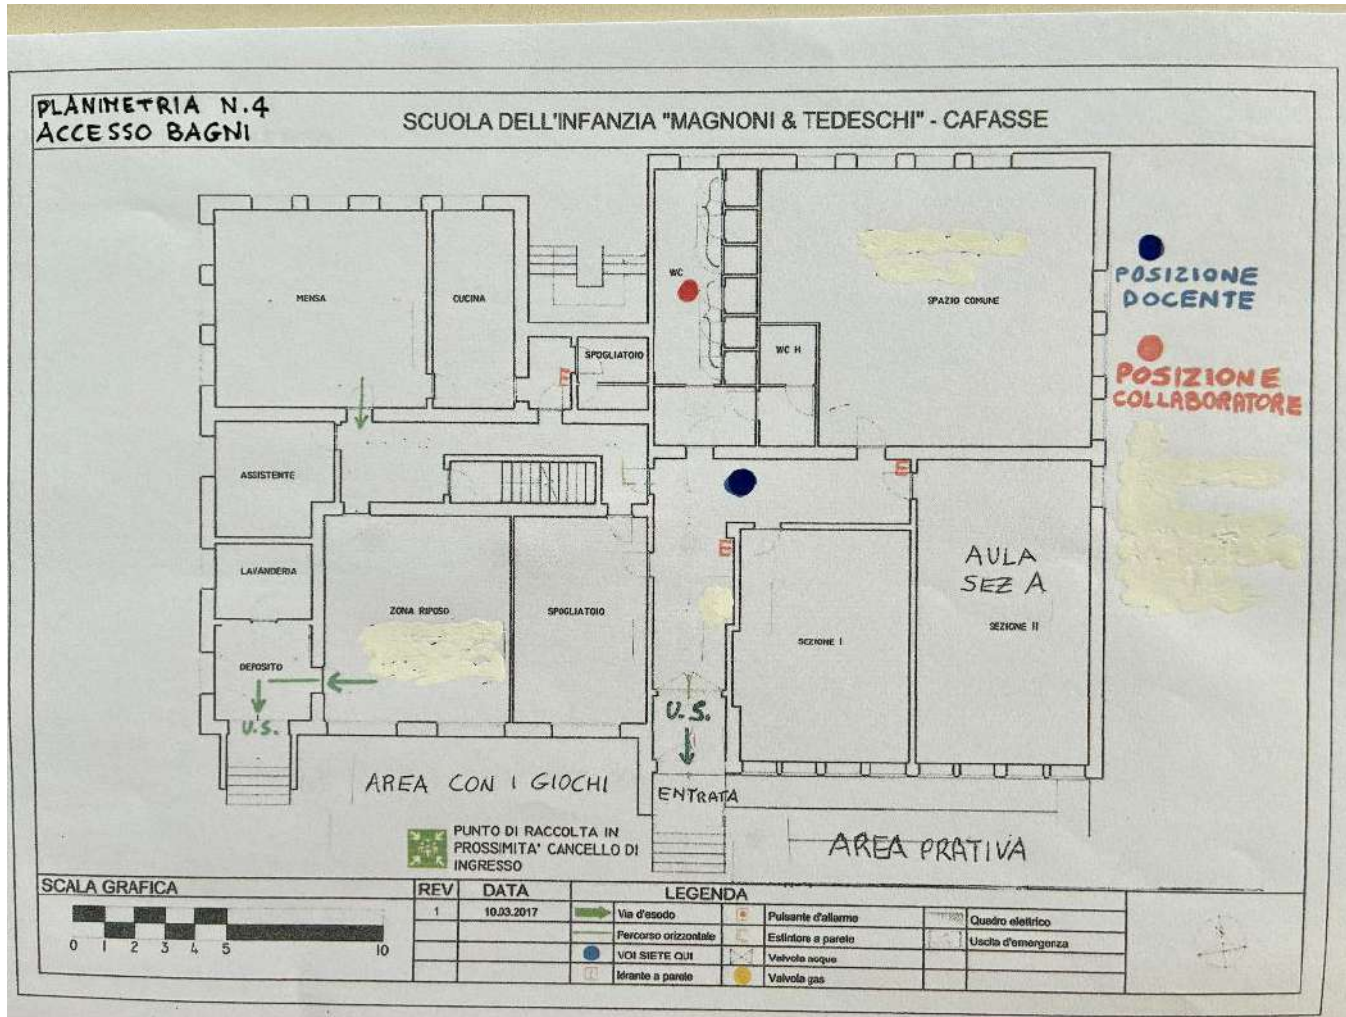 PLANIMETRIA N.4
ACCESSO BAGNI
SCUOLA DELL'INFANZIA "MAGNONI & TEDESCHI" - CAFASSE
MENSA
CUCINA
WC
SPAZIO COMUNE
POSIZIONE
DOCENTE
SPOGLIATOIO
E
WC H
POSIZIONE
COLLABORATORE
ASSISTENTE
E
E
AULA
SEZ A
LAVANDERIA
ZONA RIPOSO
SPOGLIATOIO
SEZIONE I
SEZIONE II
DEPOSITO
U.S.
U.S.
AREA CON I GIOCHI
ENTRATA
AREA PRATIVA
PUNTO DI RACCOLTA IN
PROSSIMITA' CANCELLO DI
INGRESSO
SCALA GRAFICA
0 1 2 3 4 5 10
REV DATA LEGENDA
1 10.03.2017 Via d'esodo Pulsante d'allarme Quadro elettrico
Percorso orizzontale Estintore a parete Uscita d'emergenza
VOI SIETE QUI Valvola acqua
Idrante a parete Valvola gas